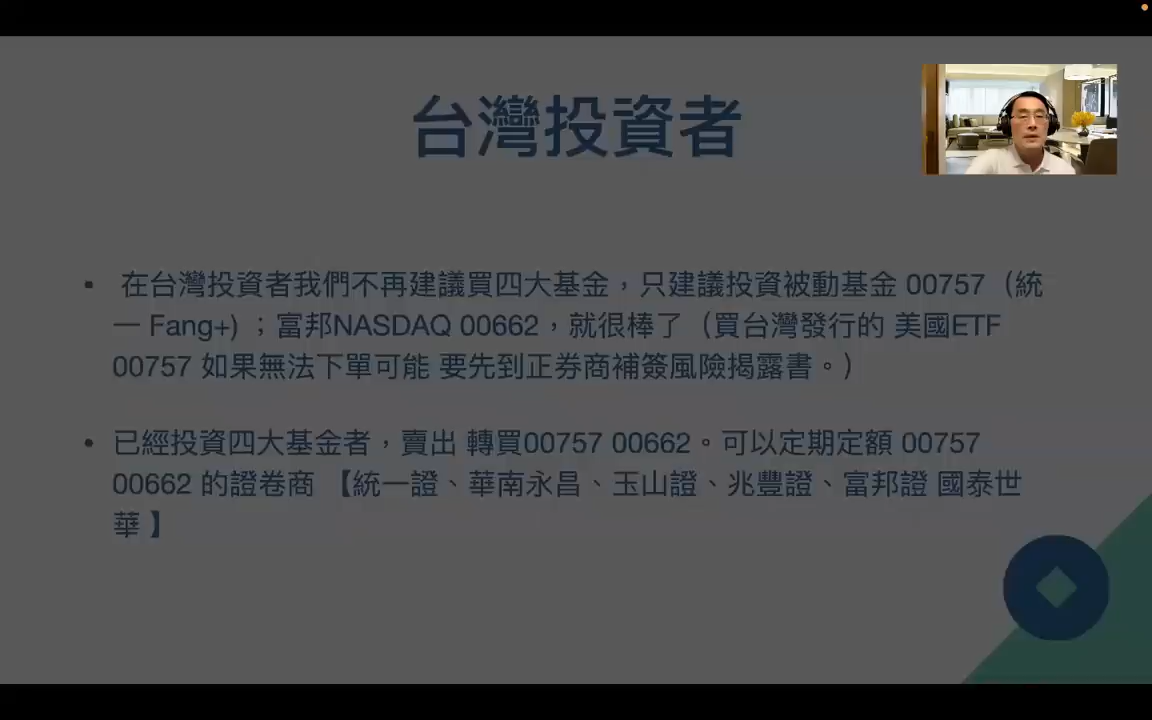 台灣投資者
• 在台灣投資者我們不再建議買四大基金，只建議投資被動基金 00757（統
一 Fang+) ；富邦NASDAQ 00662，就很棒了（買台灣發行的 美國ETF
00757 如果無法下單可能 要先到正券商補簽風險揭露書。）
• 已經投資四大基金者，賣出 轉買00757 00662。可以定期定額 00757
00662 的證卷商 【統一證、華南永昌、玉山證、兆豐證、富邦證 國泰世
華 】